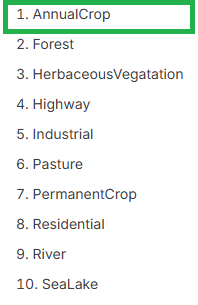 1. AnnualCrop
2. Forest
3. HerbaceousVegatation
4. Highway
5. Industrial
6. Pasture
7. PermanentCrop
8. Residential
9. River
10. SeaLake